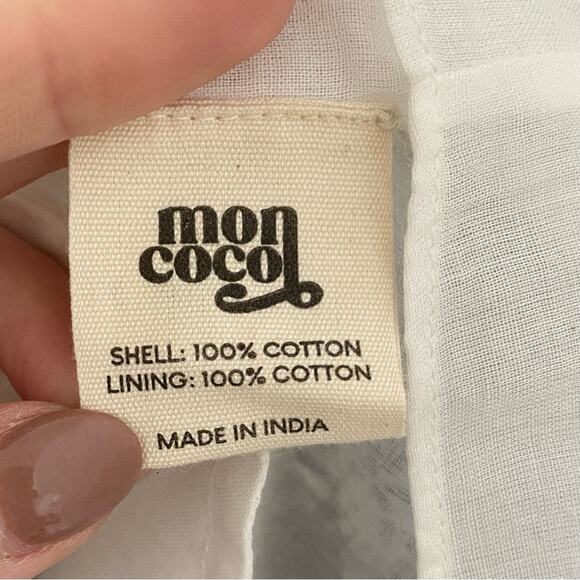 mon
coco
SHELL: 100% COTTON
LINING: 100% COTTON
MADE IN INDIA